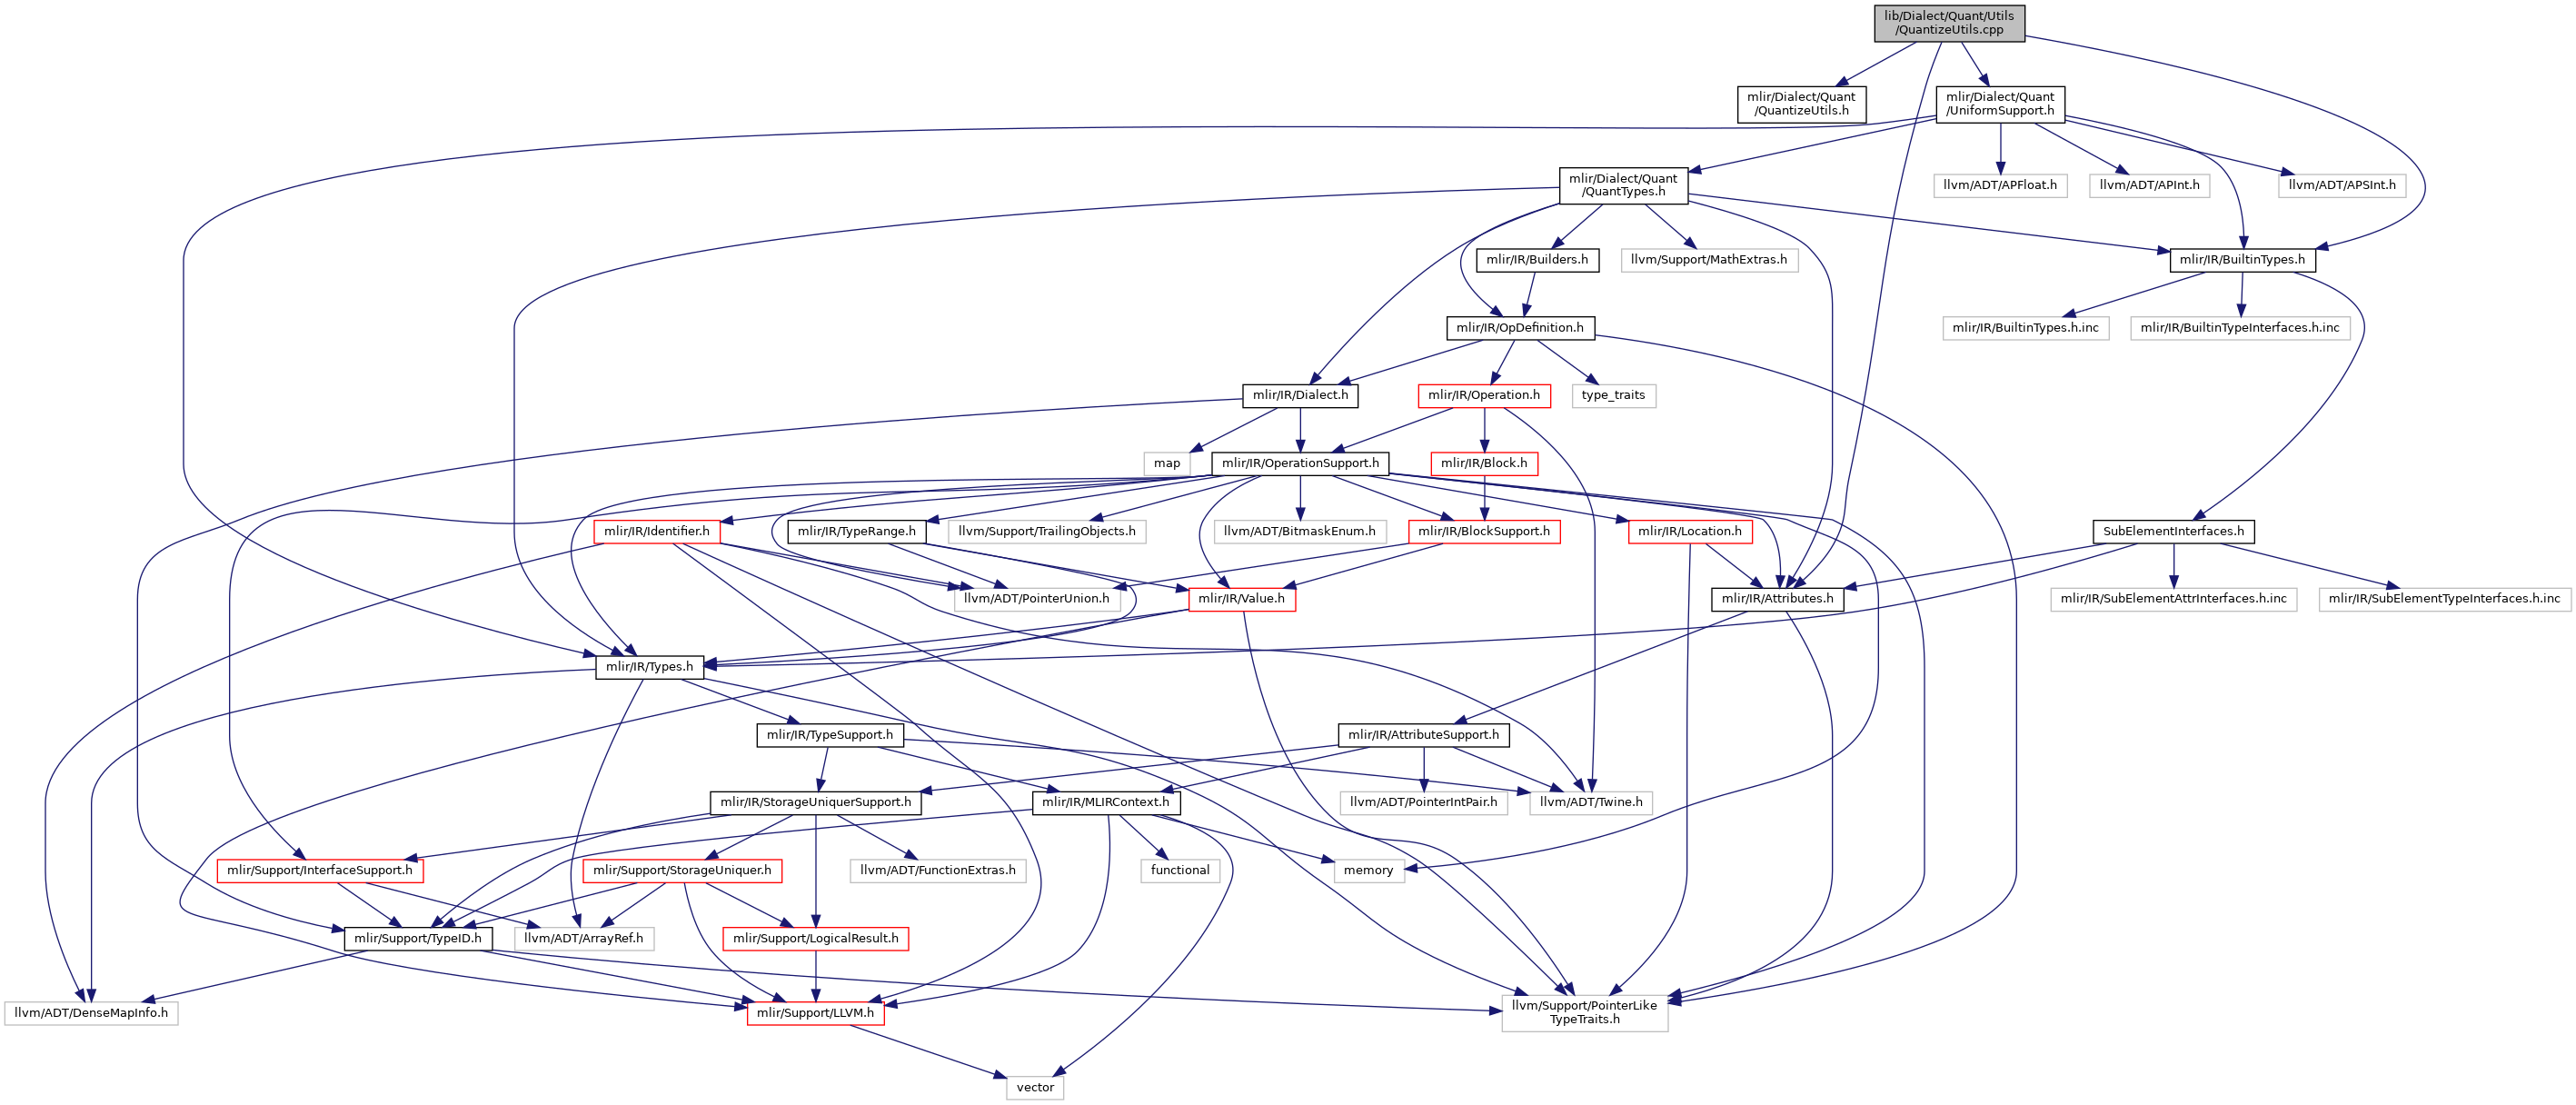 lib/Dialect/Quant/Utils
/QuantizeUtils.cpp
mlir/Dialect/Quant
/QuantizeUtils.h
mlir/Dialect/Quant
/UniformSupport.h
mlir/Dialect/Quant
/QuantTypes.h
llvm/ADT/APFloat.h
llvm/ADT/APInt.h
llvm/ADT/APSInt.h
mlir/IR/Builders.h
llvm/Support/MathExtras.h
mlir/IR/BuiltinTypes.h
mlir/IR/OpDefinition.h
mlir/IR/BuiltinTypes.h.inc
mlir/IR/BuiltinTypeInterfaces.h.inc
mlir/IR/Dialect.h
mlir/IR/Operation.h
type_traits
map
mlir/IR/OperationSupport.h
mlir/IR/Block.h
mlir/IR/Identifier.h
mlir/IR/TypeRange.h
llvm/Support/TrailingObjects.h
llvm/ADT/BitmaskEnum.h
mlir/IR/BlockSupport.h
mlir/IR/Location.h
SubElementInterfaces.h
llvm/ADT/PointerUnion.h
mlir/IR/Value.h
mlir/IR/Attributes.h
mlir/IR/SubElementAttrInterfaces.h.inc
mlir/IR/SubElementTypeInterfaces.h.inc
mlir/IR/Types.h
mlir/IR/TypeSupport.h
mlir/IR/AttributeSupport.h
mlir/IR/StorageUniquerSupport.h
mlir/IR/MLIRContext.h
llvm/ADT/PointerIntPair.h
llvm/ADT/Twine.h
mlir/Support/InterfaceSupport.h
mlir/Support/StorageUniquer.h
llvm/ADT/FunctionExtras.h
functional
memory
mlir/Support/TypeID.h
llvm/ADT/ArrayRef.h
mlir/Support/LogicalResult.h
llvm/ADT/DenseMapInfo.h
mlir/Support/LLVM.h
llvm/Support/PointerLike
TypeTraits.h
vector